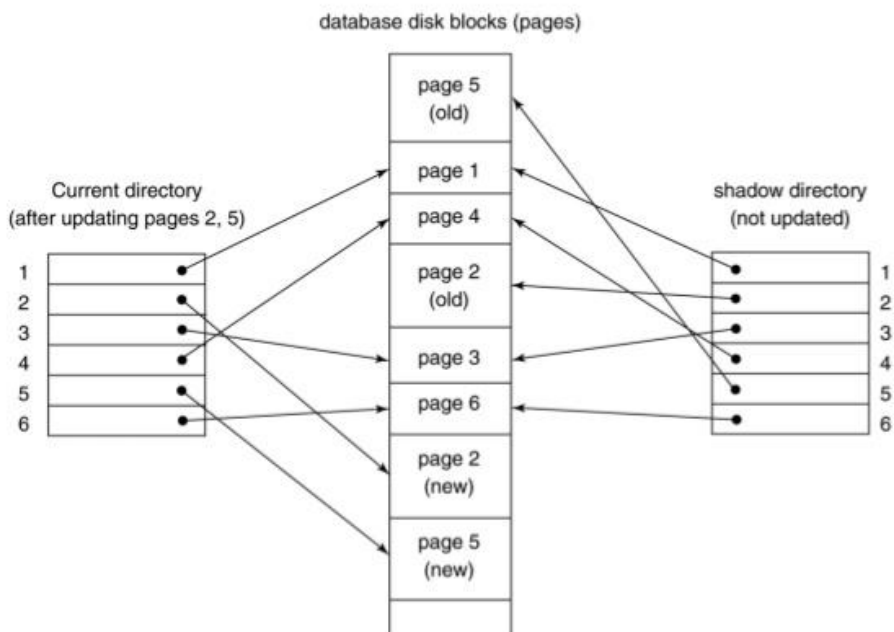 database disk blocks (pages)
Current directory
(after updating pages 2, 5)
1
2
3
4
5
6
page 5
(old)
page 1
page 4
page 2
(old)
page 3
page 6
page 2
(new)
page 5
(new)
shadow directory
(not updated)
1
2
3
4
5
6